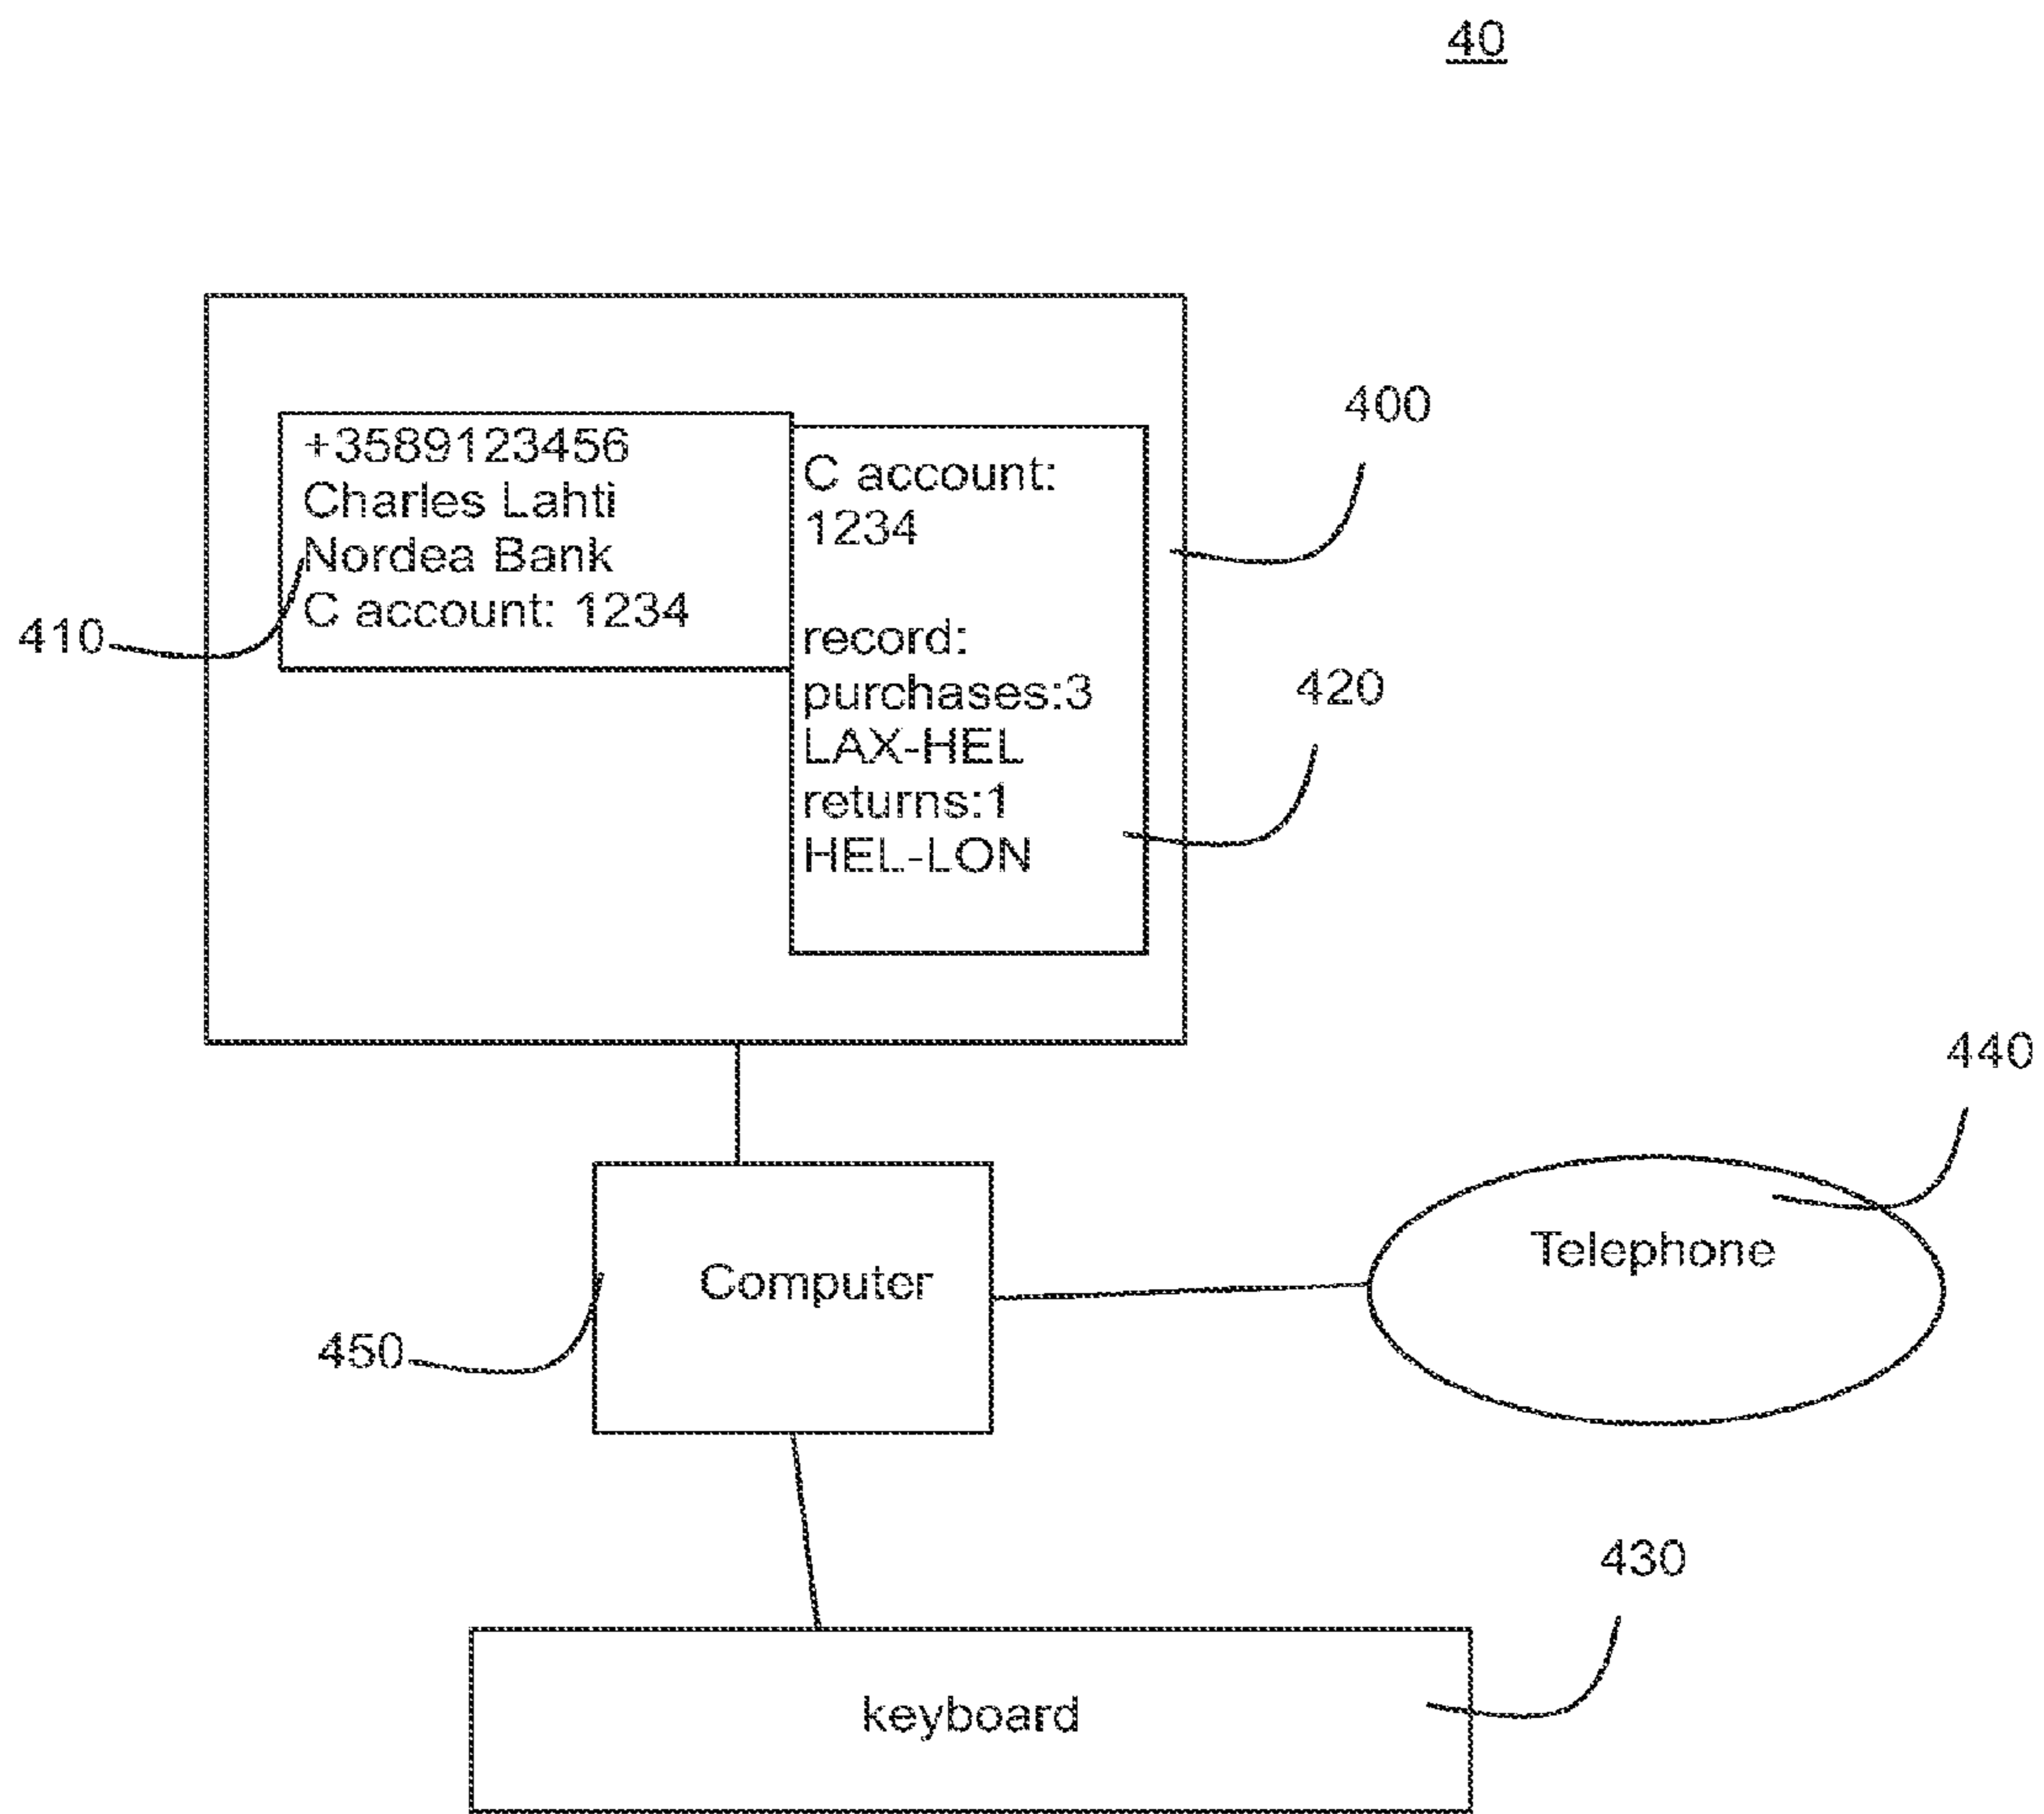 40
+3589123456
Charles Lahti
Nordea Bank
C account: 1234
410
C account:
1234
record:
purchases:3
LAX-HEL
returns:1
HEL-LON
400
420
440
Telephone
Computer
450
430
keyboard